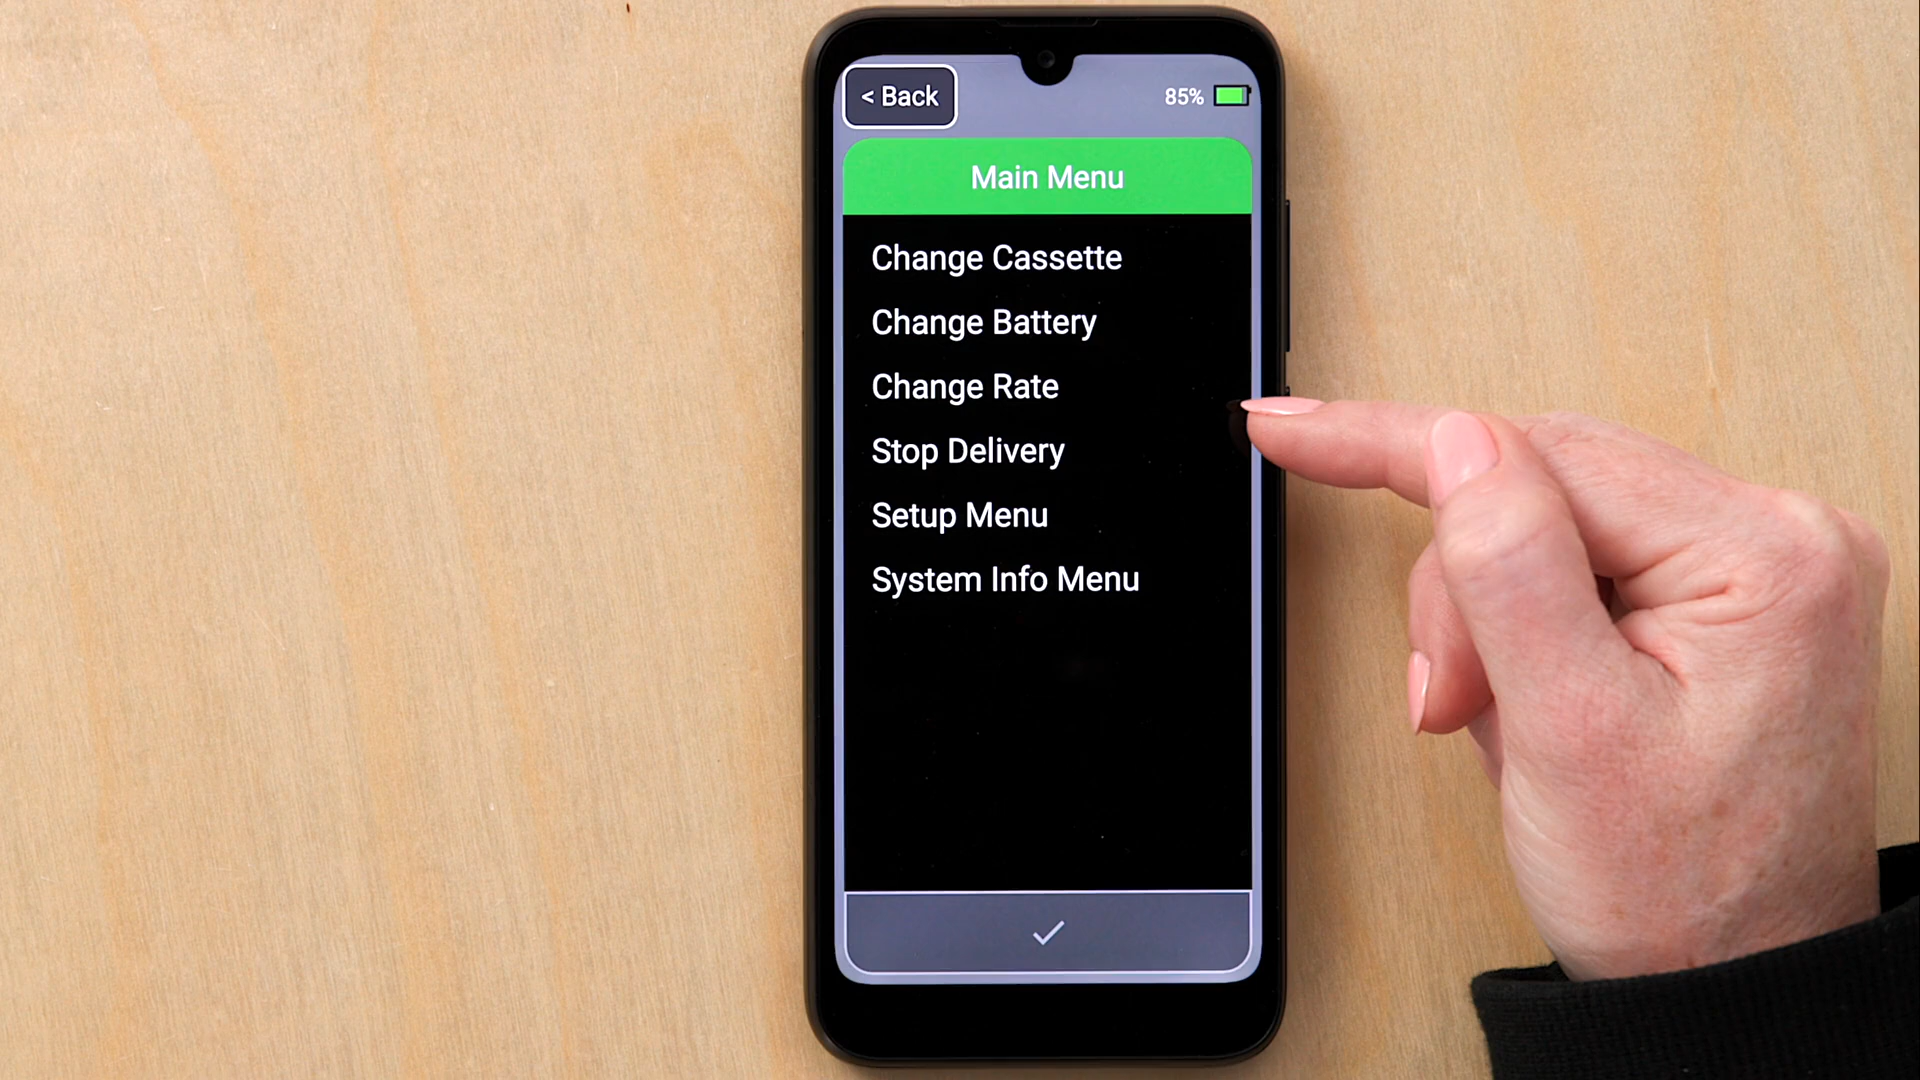 < Back
85%
Main Menu
Change Cassette
Change Battery
Change Rate
Stop Delivery
Setup Menu
System Info Menu